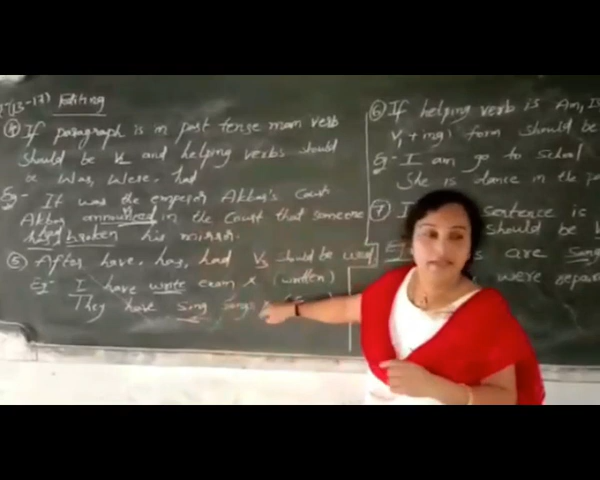 (13-17) Editing
④ If paragraph is in past tense main verb
should be V2 and helping verbs should
be was, were, had
Eg- It was the emperor Akbar's Court
Akbar announced in the Court that someone
had broken his mirror.
⑤ After have, has, had V3 should be used
Eg- I have write exam × (written)
They have sing songs
⑥ If helping verb is Am, Is
V1 + ing) form should be
Eg- I am go to School
She is dance in the
⑦ I sentence is
should be
are
were